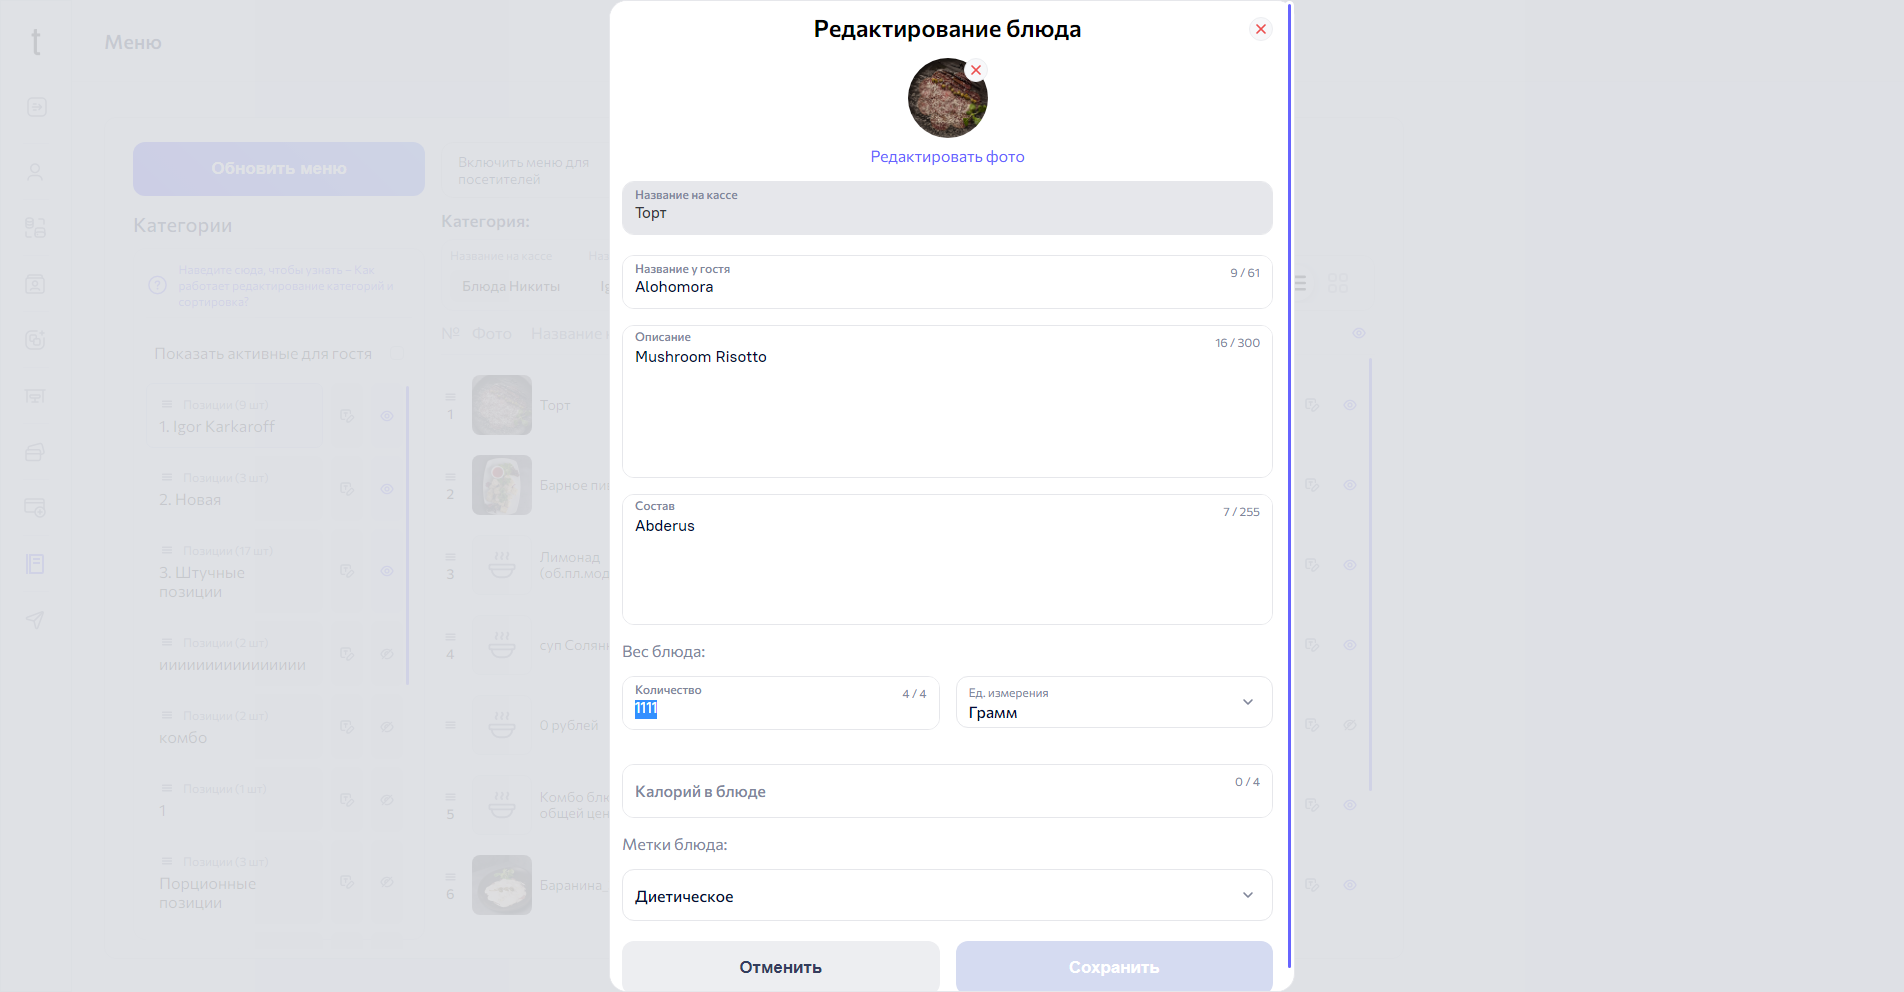 t
Меню
Обновить меню
Включить меню для
посетителей
Категории
Наведите сюда, чтобы узнать - Как
работает редактирование категорий и
сортировка?
Показать активные для гостя
Позиции (9 шт)
1. Igor Karkaroff
Позиции (3 шт)
2. Новая
Позиции (17 шт)
3. Штучные
позиции
Позиции (2 шт)
ииииииииииииииии
Позиции (2 шт)
комбо
Позиции (1 шт)
1
Позиции (3 шт)
Порционные
позиции
Категория:
Название на кассе
Наз
Блюда Никиты
Ig
№ Фото Название
1 Торт
2 Барное пи
3 Лимонад
(об.пл.мод
4 суп Солян
0 рублей
5 Комбо блю
общей цен
6 Баранина_
Редактирование блюда
Редактировать фото
Название на кассе
Торт
Название у гостя
9 / 61
Alohomora
Описание
16 / 300
Mushroom Risotto
Состав
7 / 255
Abderus
Вес блюда:
Количество
4 / 4
1111
Ед. измерения
Грамм
Калорий в блюде
0 / 4
Метки блюда:
Диетическое
Отменить
Сохранить